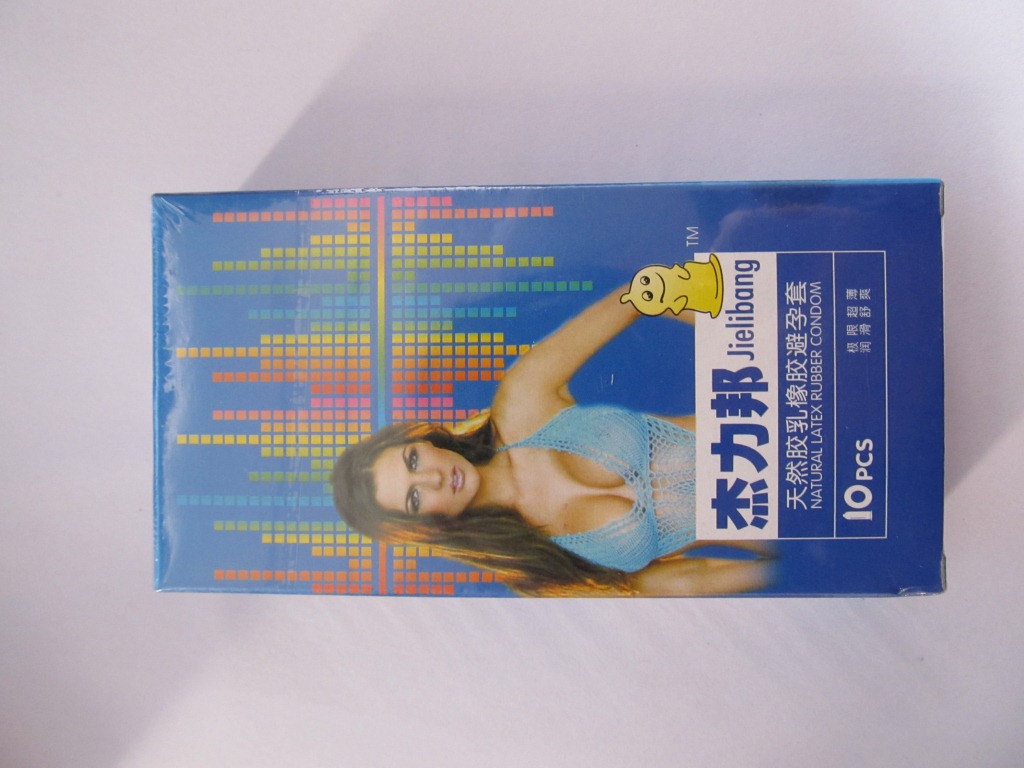 TM
杰力邦 Jielibang
天然胶乳橡胶避孕套
NATURAL LATEX RUBBER CONDOM
10PCS
极限超薄
润滑舒爽